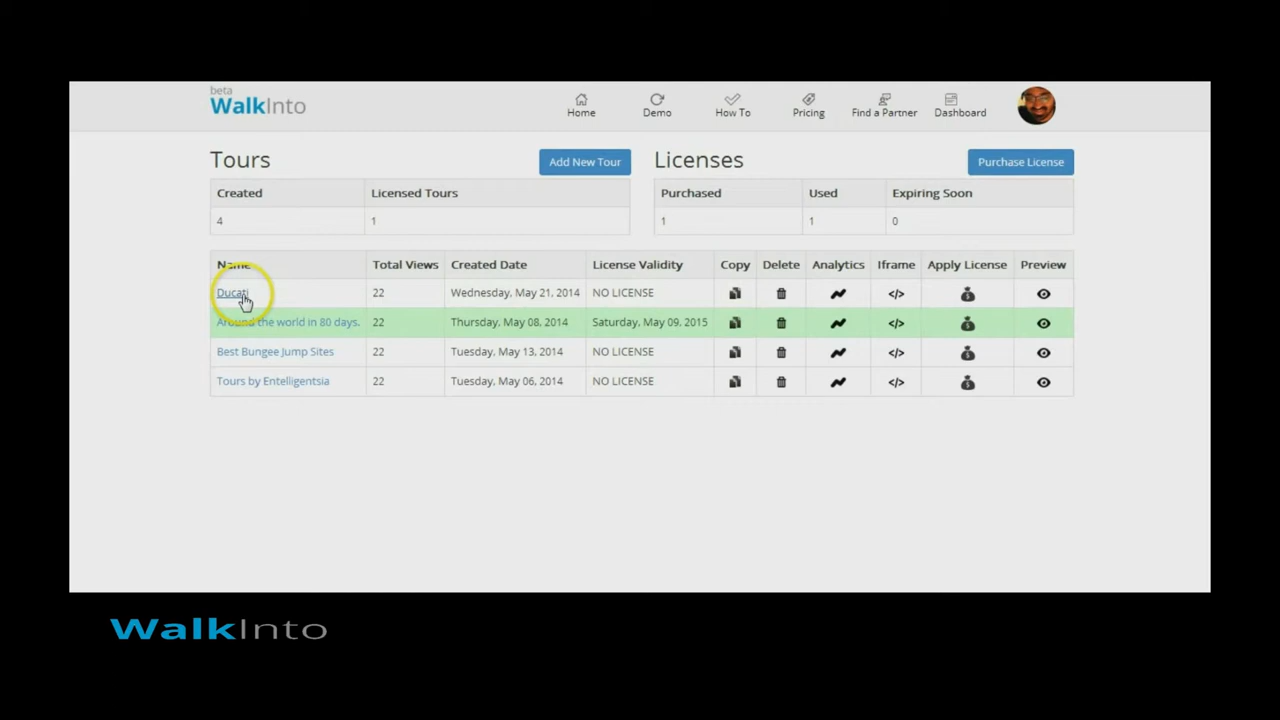 beta
WalkInto
Home Demo How To Pricing Find a Partner Dashboard
Tours Add New Tour
Created Licensed Tours
4 1
Licenses Purchase License
Purchased Used Expiring Soon
1 1 0
Name Total Views Created Date License Validity Copy Delete Analytics Iframe Apply License Preview
Ducati 22 Wednesday, May 21, 2014 NO LICENSE </>
Around the world in 80 days. 22 Thursday, May 08, 2014 Saturday, May 09, 2015 </>
Best Bungee Jump Sites 22 Tuesday, May 13, 2014 NO LICENSE </>
Tours by Entelligentsia 22 Tuesday, May 06, 2014 NO LICENSE </>
WalkInto